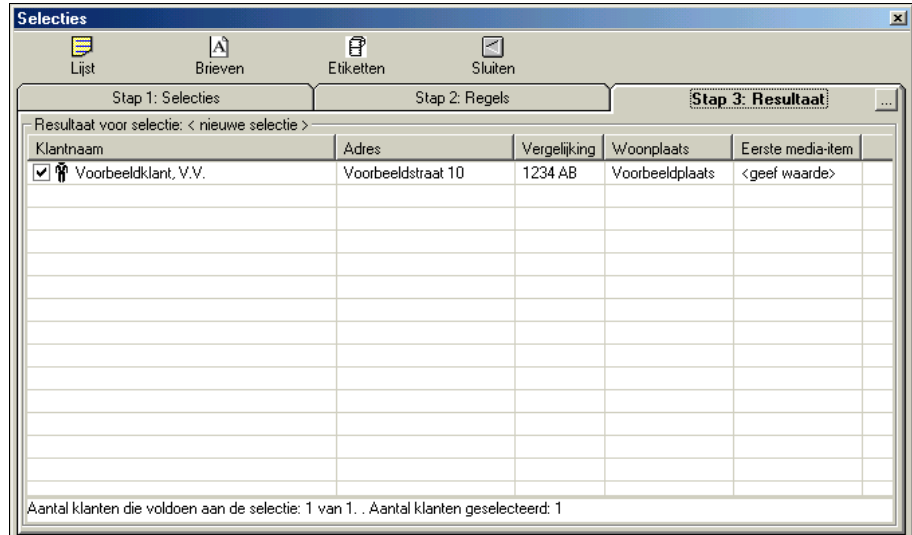 Selecties
Lijst Brieven Etiketten Sluiten
Stap 1: Selecties Stap 2: Regels Stap 3: Resultaat ...
Resultaat voor selectie: < nieuwe selectie >
Klantnaam Adres Vergelijking Woonplaats Eerste media-item
Voorbeeldklant, V.V. Voorbeeldstraat 10 1234 AB Voorbeeldplaats <geef waarde>
Aantal klanten die voldoen aan de selectie: 1 van 1. . Aantal klanten geselecteerd: 1